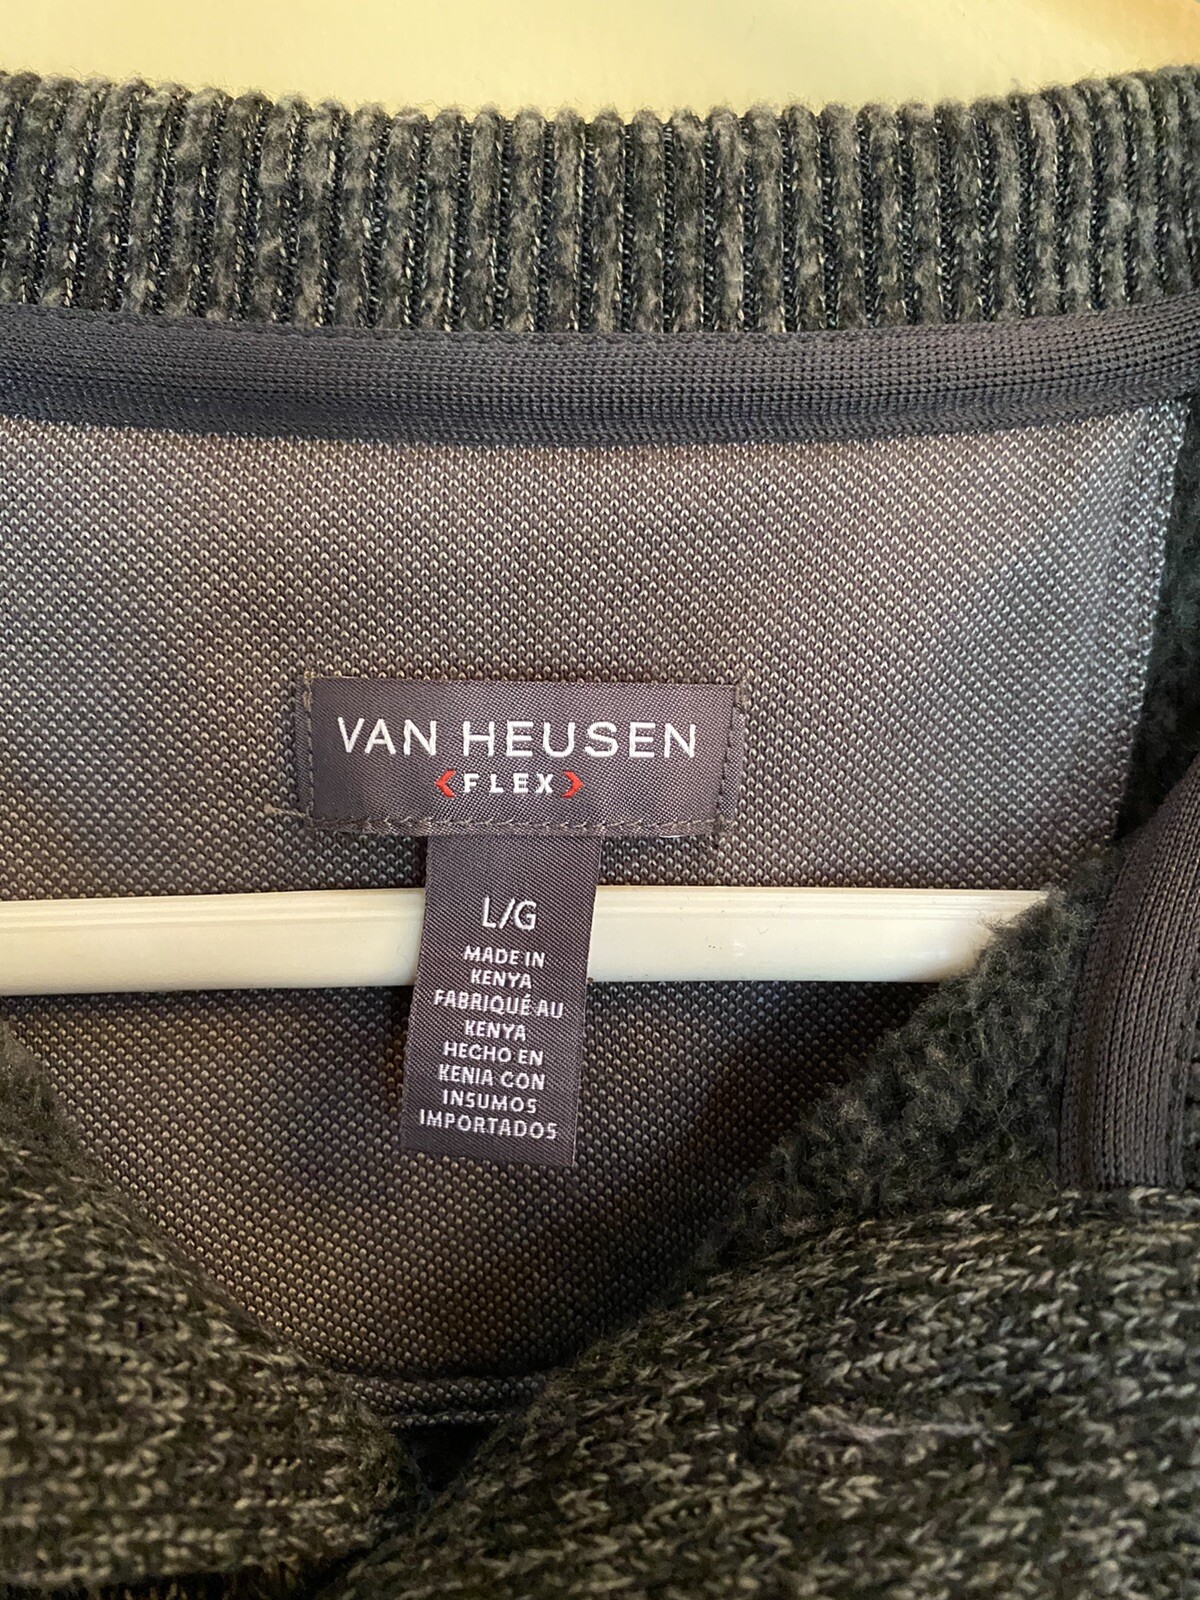 VAN HEUSEN
<FLEX>
L/G
MADE IN
KENYA
FABRIQUÉ AU
KENYA
HECHO EN
KENIA CON
INSUMOS
IMPORTADOS